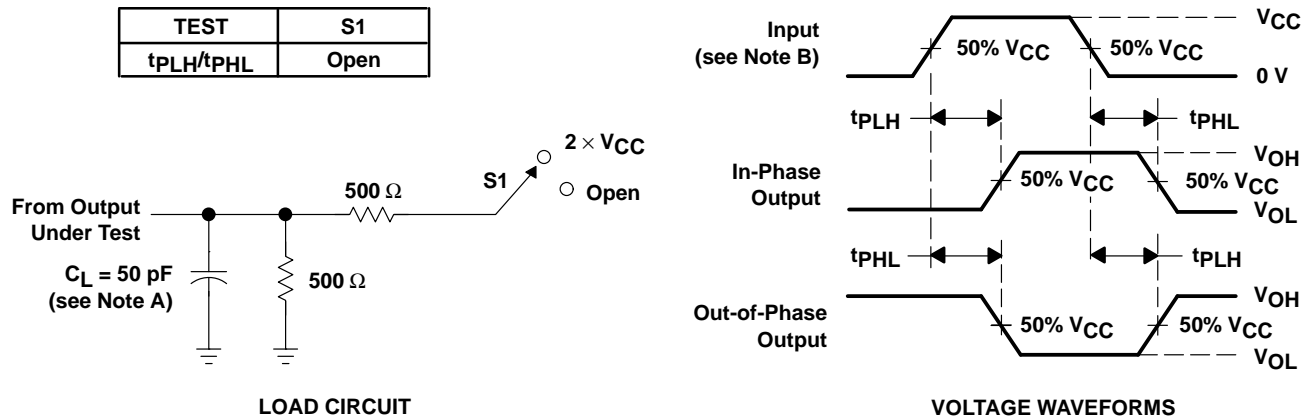 TEST S1
tPLH/tPHL Open
2 × VCC
S1
Open
500 Ω
From Output
Under Test
CL = 50 pF
(see Note A)
500 Ω
LOAD CIRCUIT
Input
(see Note B)
50% VCC
50% VCC
VCC
0 V
tPLH
tPHL
In-Phase
Output
50% VCC
50% VCC
VOH
VOL
tPHL
tPLH
Out-of-Phase
Output
50% VCC
50% VCC
VOH
VOL
VOLTAGE WAVEFORMS